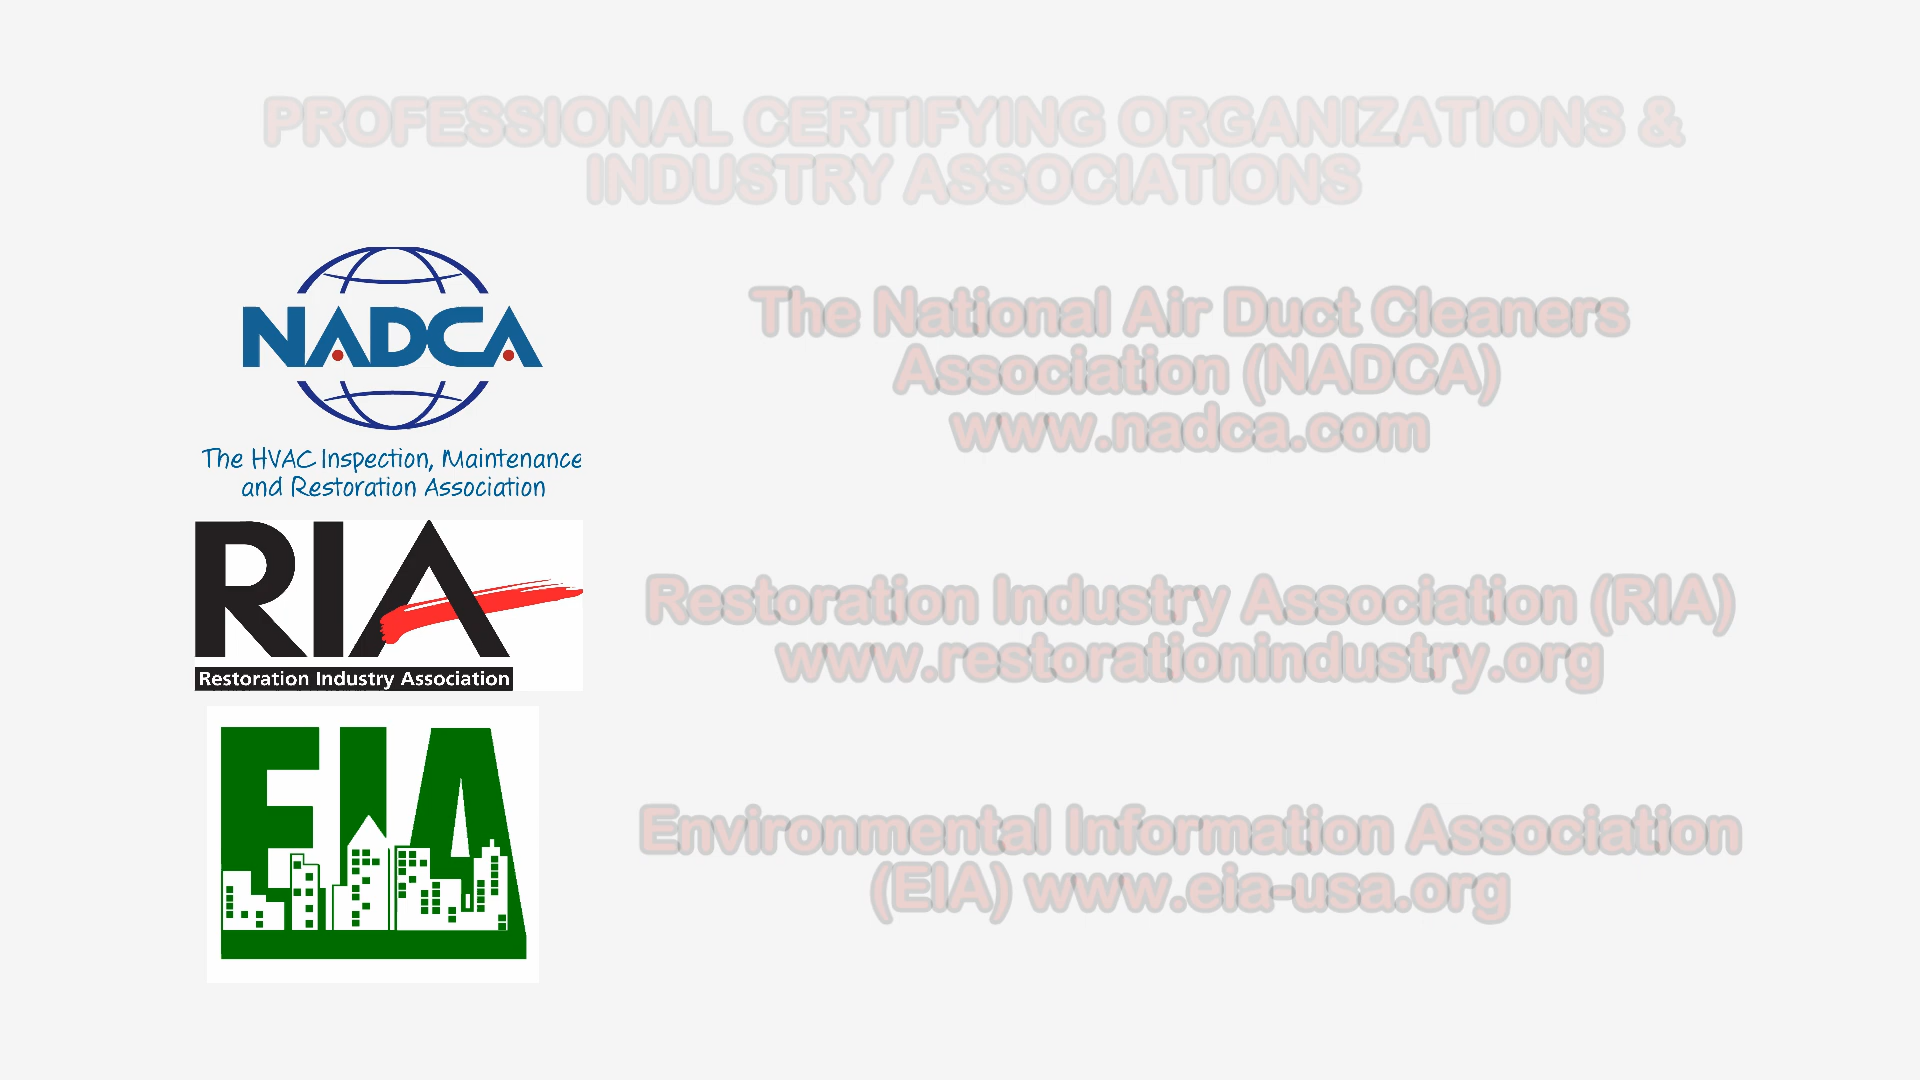 PROFESSIONAL CERTIFYING ORGANIZATIONS &
INDUSTRY ASSOCIATIONS
NADCA
The HVAC Inspection, Maintenance
and Restoration Association
The National Air Duct Cleaners
Association (NADCA)
www.nadca.com
RIA
Restoration Industry Association
Restoration Industry Association (RIA)
www.restorationindustry.org
EIA
Environmental Information Association
(EIA) www.eia-usa.org